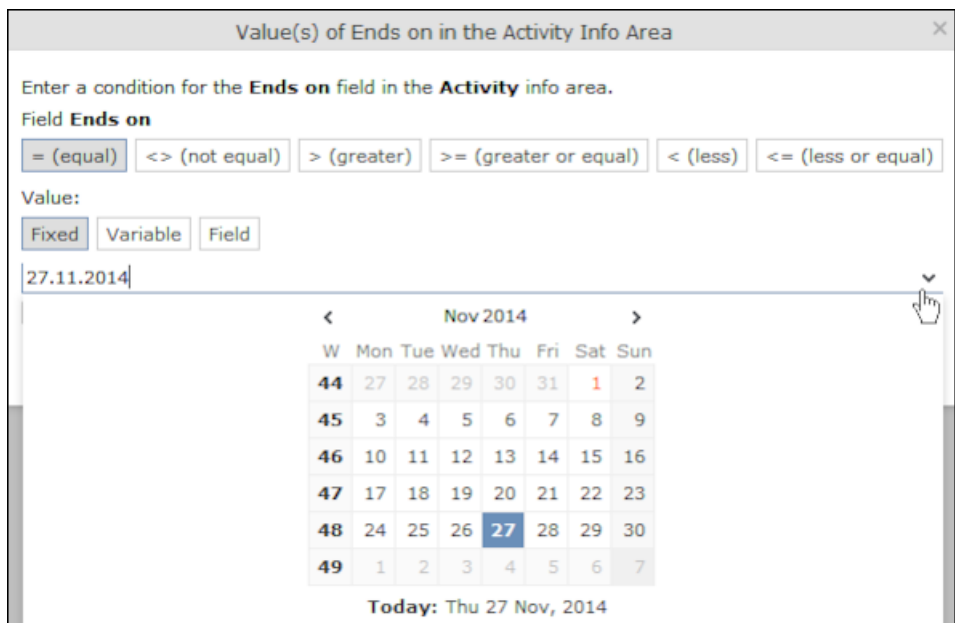 Value(s) of Ends on in the Activity Info Area ×
Enter a condition for the Ends on field in the Activity info area.
Field Ends on
= (equal) <> (not equal) > (greater) >= (greater or equal) < (less) <= (less or equal)
Value:
Fixed Variable Field
27.11.2014
< Nov 2014 >
W Mon Tue Wed Thu Fri Sat Sun
44 27 28 29 30 31 1 2
45 3 4 5 6 7 8 9
46 10 11 12 13 14 15 16
47 17 18 19 20 21 22 23
48 24 25 26 27 28 29 30
49 1 2 3 4 5 6 7
Today: Thu 27 Nov, 2014